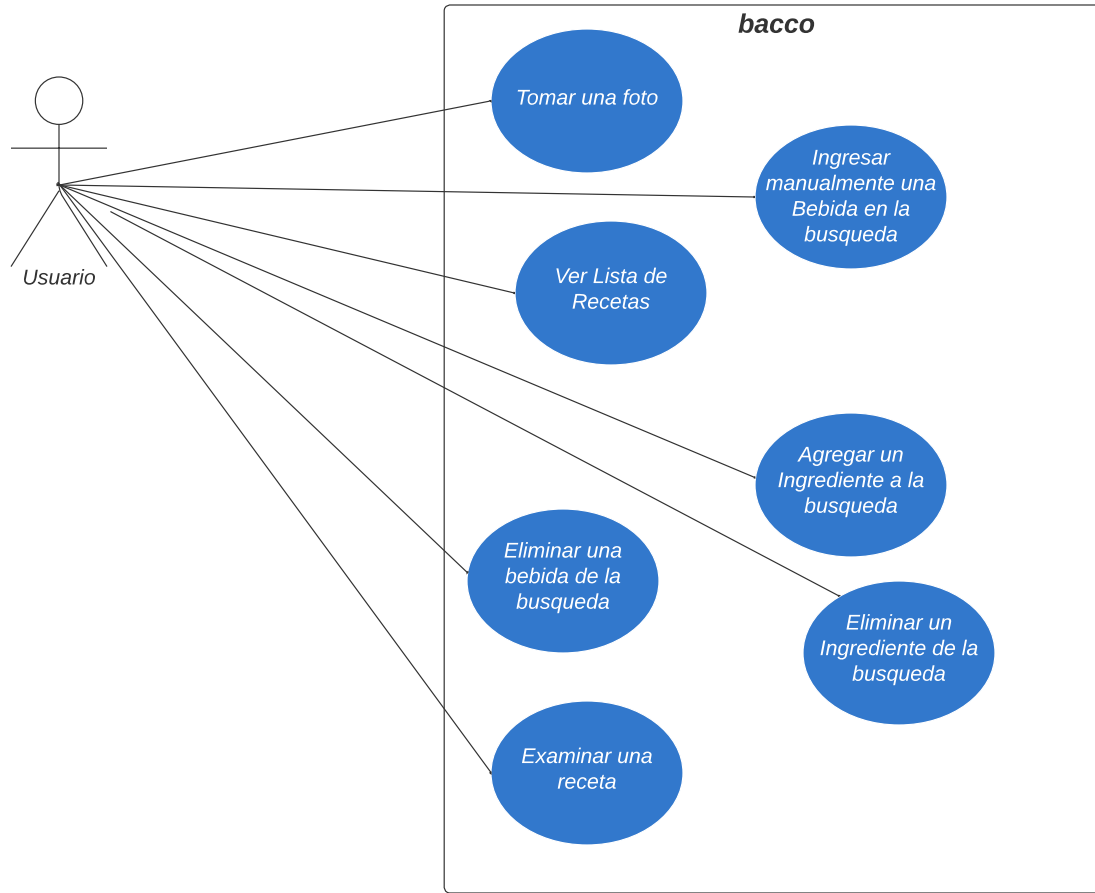 bacco
Tomar una foto
Ingresar
manualmente una
Bebida en la
busqueda
Usuario
Ver Lista de
Recetas
Agregar un
Ingrediente a la
busqueda
Eliminar una
bebida de la
busqueda
Eliminar un
Ingrediente de la
busqueda
Examinar una
receta